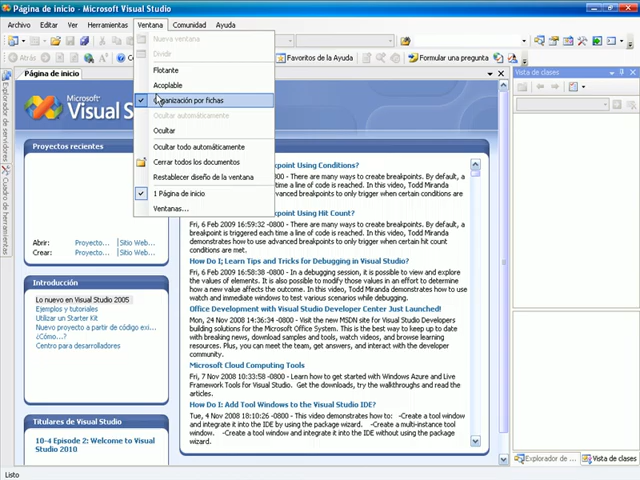 Página de inicio - Microsoft Visual Studio
Archivo Editar Ver Herramientas Ventana Comunidad Ayuda
Nueva ventana
Dividir
Flotante
Acoplable
Organización por fichas
Ocultar automáticamente
Ocultar
Ocultar todo automáticamente
Cerrar todos los documentos
Restablecer diseño de la ventana
1 Página de inicio
Ventanas...
Atrás
Favoritos de la Ayuda
Formular una pregunta
Explorador de servidores
Cuadro de herramientas
Página de inicio
Microsoft
Visual Stud
Proyectos recientes
Abrir: Proyecto... Sitio Web...
Crear: Proyecto... Sitio Web...
Introducción
Lo nuevo en Visual Studio 2005
Ejemplos y tutoriales
Utilizar un Starter Kit
Nuevo proyecto a partir de código exi...
¿Cómo...?
Centro para desarrolladores
Titulares de Visual Studio
10-4 Episode 2: Welcome to Visual
Studio 2010
kpoint Using Conditions?
There are many ways to create breakpoints. By default, a
time a line of code is reached. In this video, Todd Miranda
kpoint Using Hit Count?
Fri, 6 Feb 2009 16:59:32 -0800 - There are many ways to create breakpoints. By default, a
breakpoint triggers every time a line of code is reached. In this video, Todd Miranda
demonstrates how to use advanced breakpoints to only trigger when certain hit count
conditions are met.
How Do I; Learn Tips and Tricks for Debugging in Visual Studio?
Fri, 6 Feb 2009 16:58:38 -0800 - In a debugging session, it is possible to view and explore
the values of elements. It is also possible to modify those values in an effort to determine
how a new value affects the outcome. In this video, Todd Miranda demonstrates how to use
watch and immediate windows to test various scenarios while debugging.
Office Development with Visual Studio Developer Center Just Launched!
Mon, 24 Nov 2008 14:36:34 -0800 - Visit the new MSDN site for Visual Studio Developers
building solutions for the Microsoft Office System. This is the best way to keep up to date
with breaking news, download samples and tools, watch videos, and browse learning
resources. Plus, you can meet the team, get answers, and interact with the developer
community.
Microsoft Cloud Computing Tools
Fri, 7 Nov 2008 13:33:58 -0800 - Learn how to get started with Windows Azure and Live
Framework Tools for Visual Studio. Get the downloads, try the walkthroughs and read the
articles.
How Do I: Add Tool Windows to the Visual Studio IDE?
Tue, 4 Nov 2008 18:10:26 -0800 - This video demonstrates how to: -Create a tool window
and integrate it into the IDE by using the package wizard. -Create a multi-instance tool
window and integrate it into the IDE without using the package wizard.
Vista de clases
<Buscar>
Explorador de ... Vista de clases
Listo